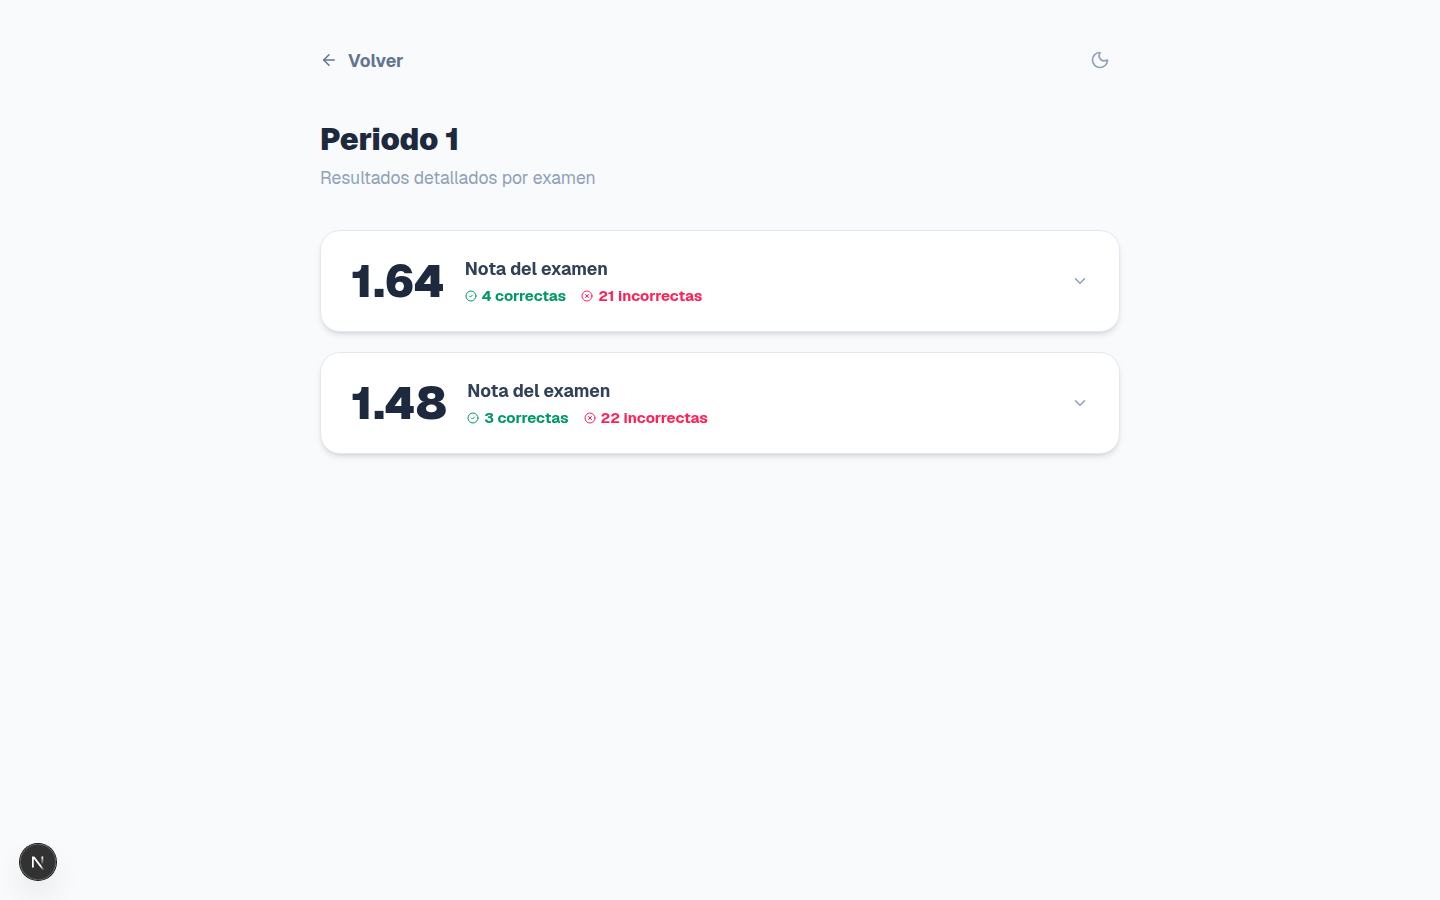 Volver
Periodo 1
Resultados detallados por examen
1.64
Nota del examen
4 correctas 21 incorrectas
1.48
Nota del examen
3 correctas 22 incorrectas
N